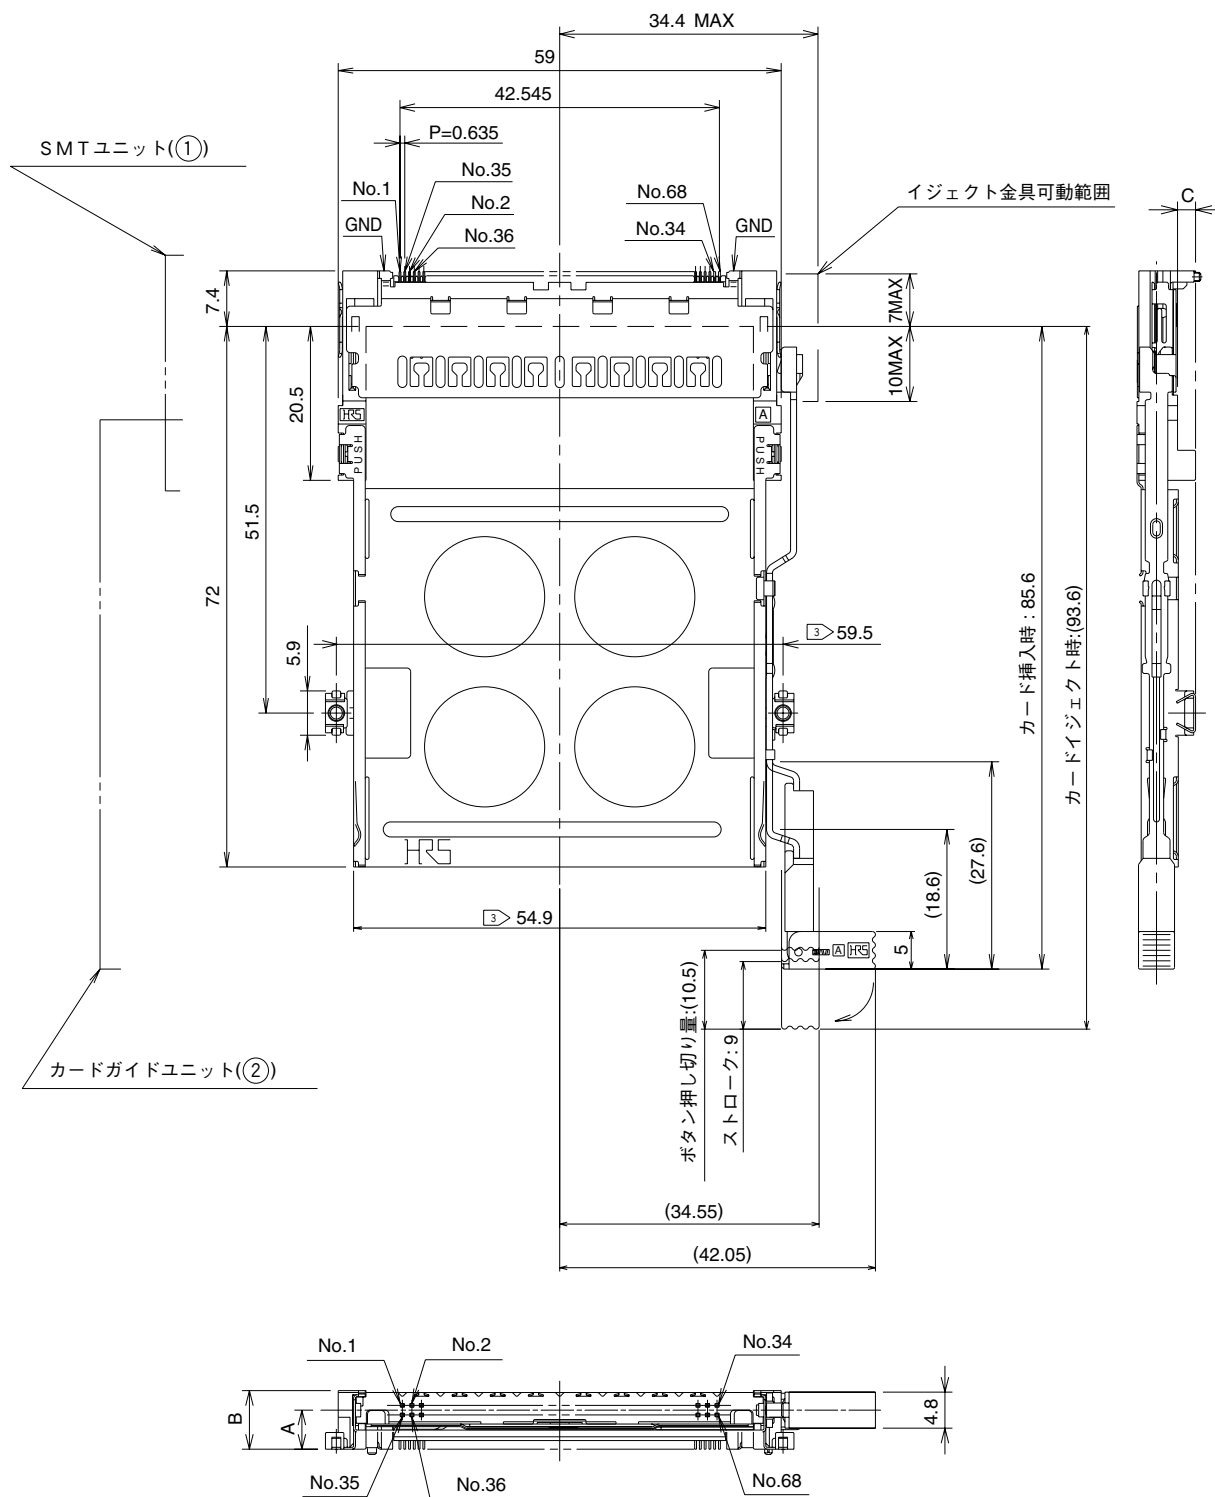 34.4 MAX
59
42.545
P=0.635
SMTユニット(①)
No.35
No.1
No.2
No.68
イジェクト金具可動範囲
C
GND
No.36
No.34
GND
7.4
7MAX
10MAX
20.5
HRS
A
PUSH
PUSH
51.5
72
5.9
3 59.5
カード挿入時：85.6
カードイジェクト時:(93.6)
HRS
(27.6)
(18.6)
3 54.9
A HRS
5
ボタン押し切り量:(10.5)
ストローク: 9
カードガイドユニット(②)
(34.55)
(42.05)
No.1
No.2
No.34
B
A
4.8
No.35
No.36
No.68